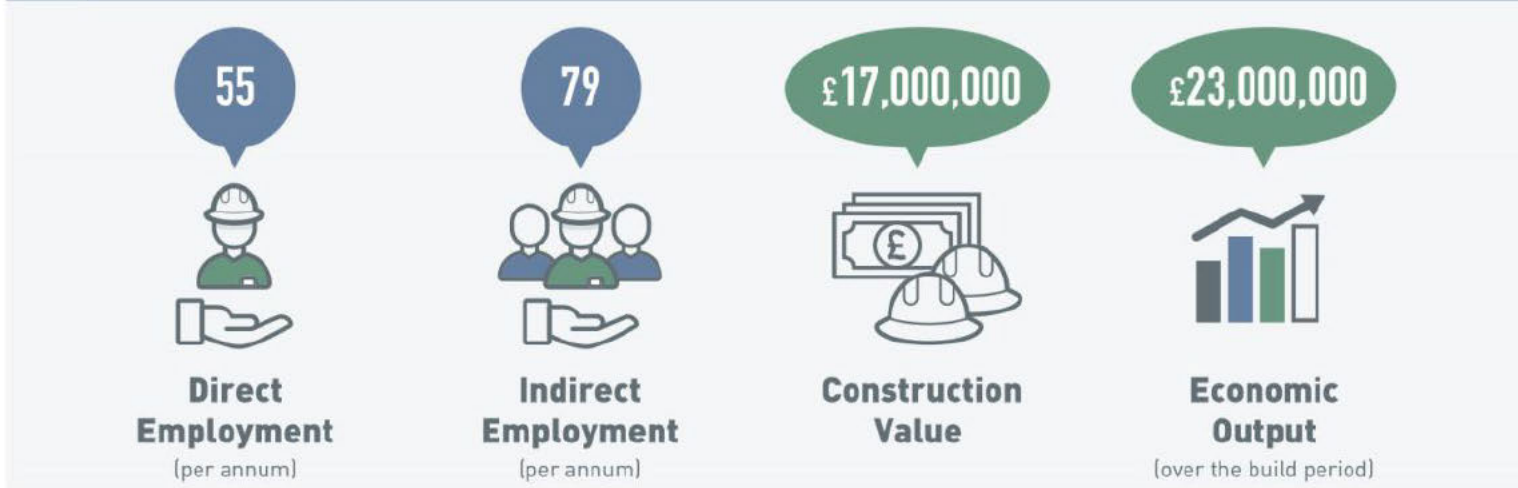 55
79
£17,000,000
£23,000,000
£
Direct
Employment
(per annum)
Indirect
Employment
(per annum)
Construction
Value
Economic
Output
(over the build period)